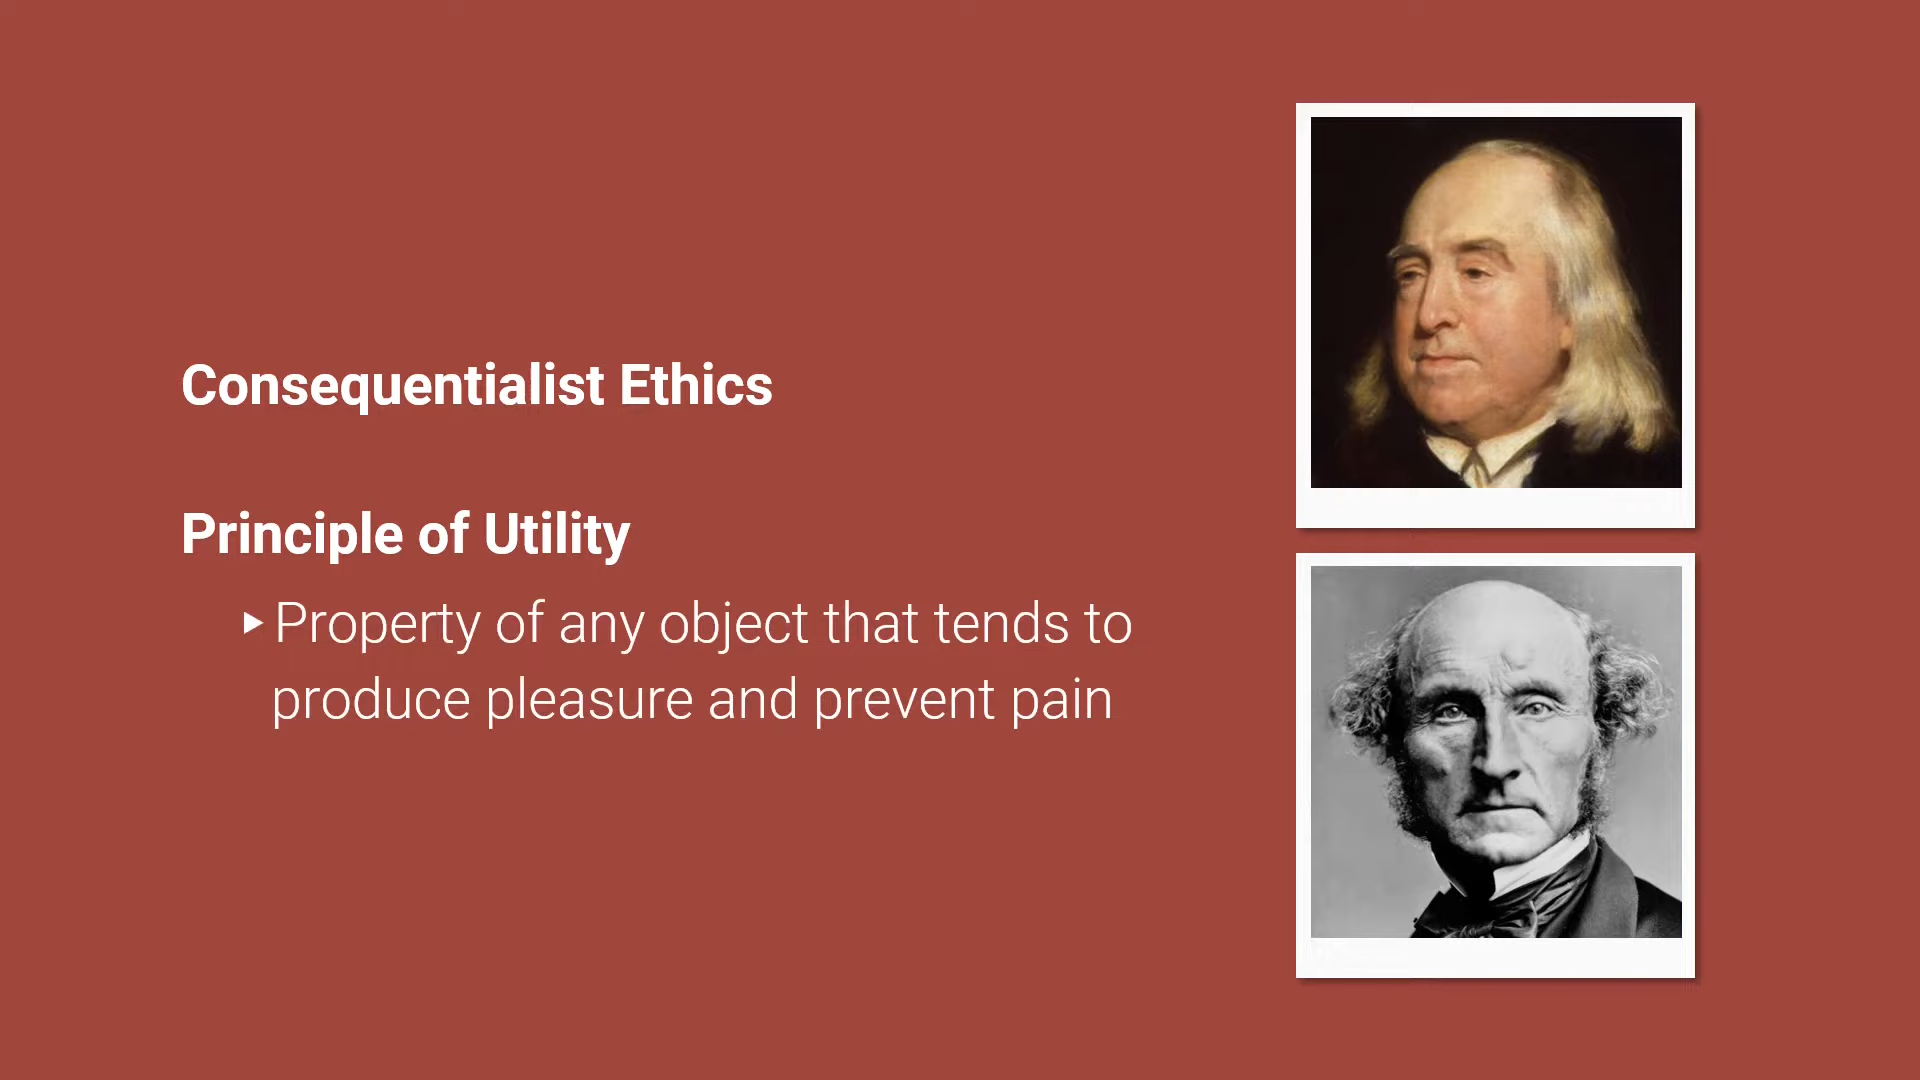 Consequentialist Ethics
Principle of Utility
▸Property of any object that tends to
produce pleasure and prevent pain